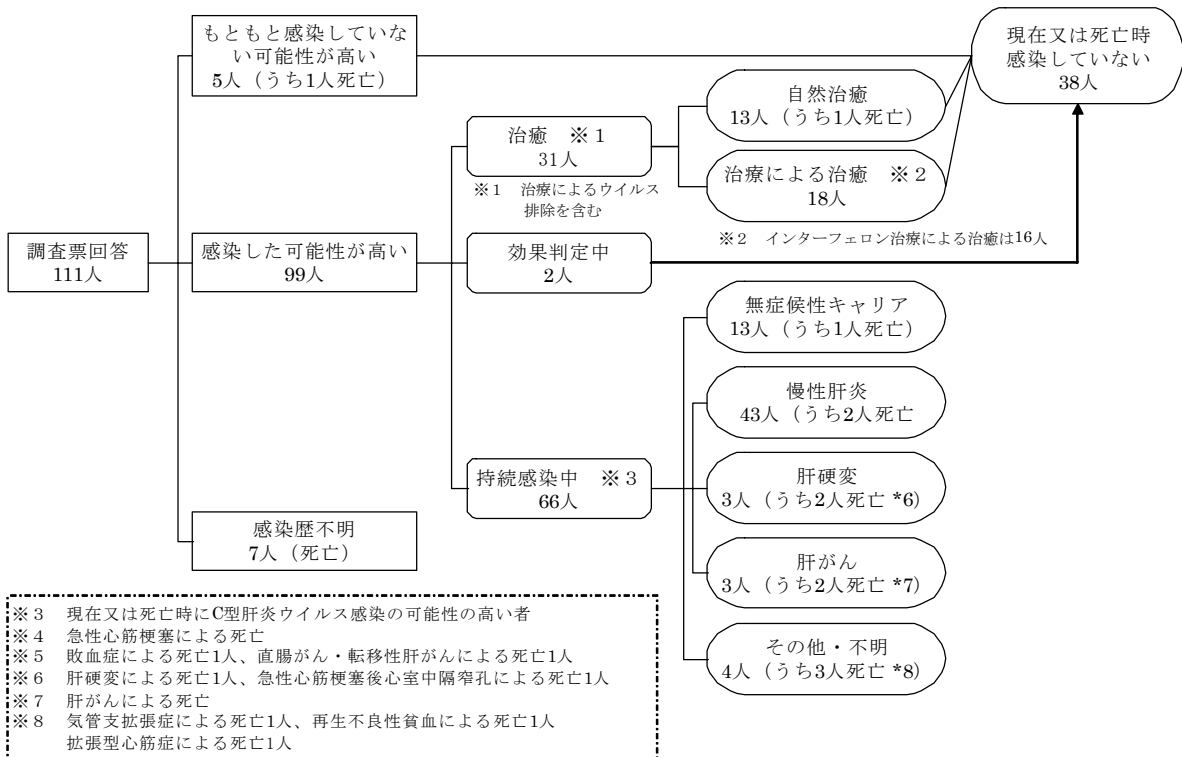 もともと感染していな
い可能性が高い
5人（うち1人死亡）
現在又は死亡時
感染していない
38人
自然治癒
13人（うち1人死亡）
治癒　※１
31人
※１　治療によるウイルス
排除を含む
治療による治癒　※２
18人
※２　インターフェロン治療による治癒は16人
調査票回答
111人
感染した可能性が高い
99人
効果判定中
2人
無症候性キャリア
13人（うち1人死亡）
慢性肝炎
43人（うち2人死亡
持続感染中　※３
66人
肝硬変
3人（うち2人死亡 *6）
感染歴不明
7人（死亡）
肝がん
3人（うち2人死亡 *7）
その他・不明
4人（うち3人死亡 *8）
※３　現在又は死亡時にC型肝炎ウイルス感染の可能性の高い者
※４　急性心筋梗塞による死亡
※５　敗血症による死亡1人、直腸がん・転移性肝がんによる死亡1人
※６　肝硬変による死亡1人、急性心筋梗塞後心室中隔窄孔による死亡1人
※７　肝がんによる死亡
※８　気管支拡張症による死亡1人、再生不良性貧血による死亡1人
拡張型心筋症による死亡1人